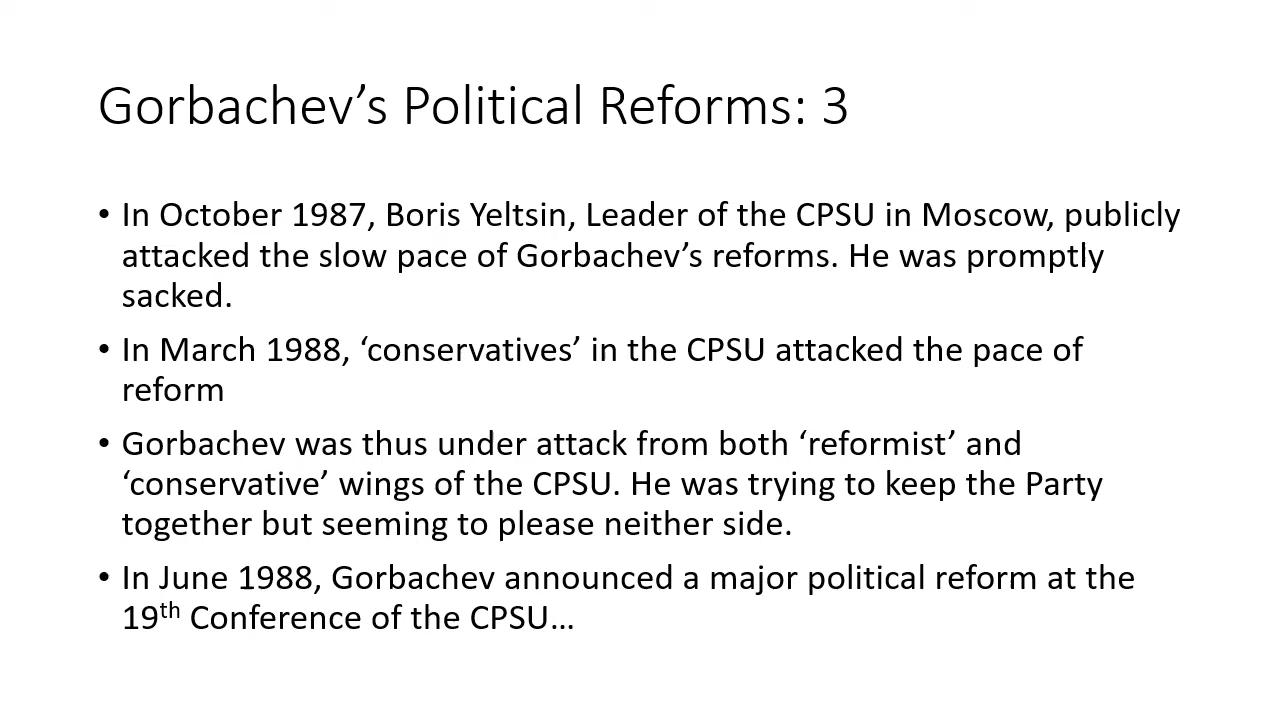 Gorbachev’s Political Reforms: 3
• In October 1987, Boris Yeltsin, Leader of the CPSU in Moscow, publicly
attacked the slow pace of Gorbachev’s reforms. He was promptly
sacked.
• In March 1988, ‘conservatives’ in the CPSU attacked the pace of
reform
• Gorbachev was thus under attack from both ‘reformist’ and
‘conservative’ wings of the CPSU. He was trying to keep the Party
together but seeming to please neither side.
• In June 1988, Gorbachev announced a major political reform at the
19th Conference of the CPSU…